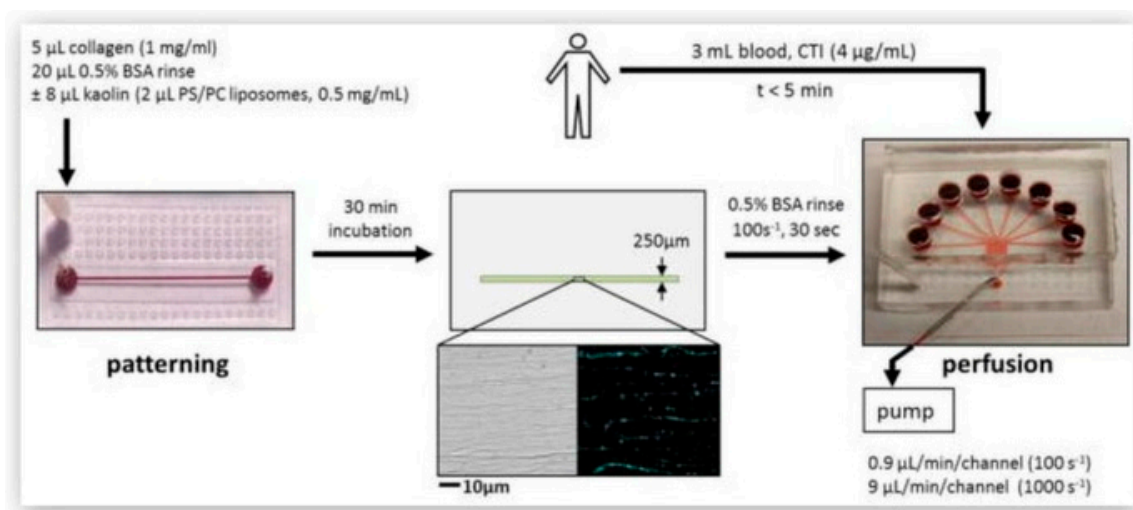 5 µL collagen (1 mg/ml)
20 µL 0.5% BSA rinse
± 8 µL kaolin (2 µL PS/PC liposomes, 0.5 mg/mL)
3 mL blood, CTI (4 µg/mL)
t < 5 min
patterning
30 min
incubation
250µm
10µm
0.5% BSA rinse
100s⁻¹, 30 sec
perfusion
pump
0.9 µL/min/channel (100 s⁻¹)
9 µL/min/channel (1000 s⁻¹)